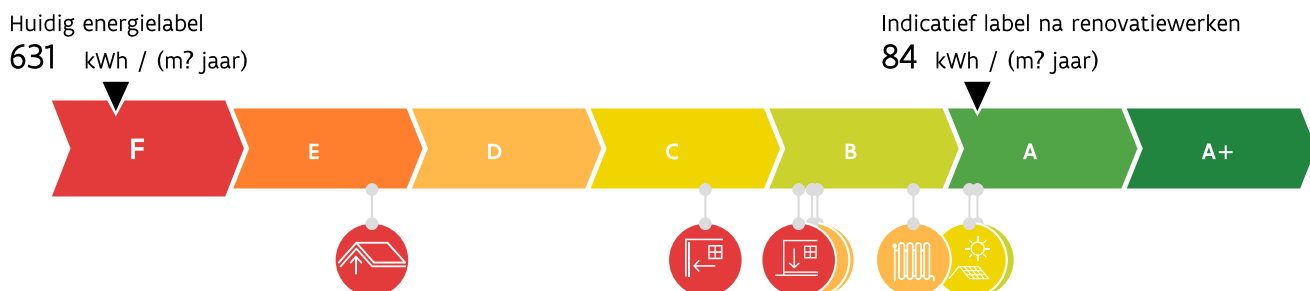 Huidig energielabel
631 kWh / (m? jaar)
Indicatief label na renovatiewerken
84 kWh / (m? jaar)
F E D C B A A+